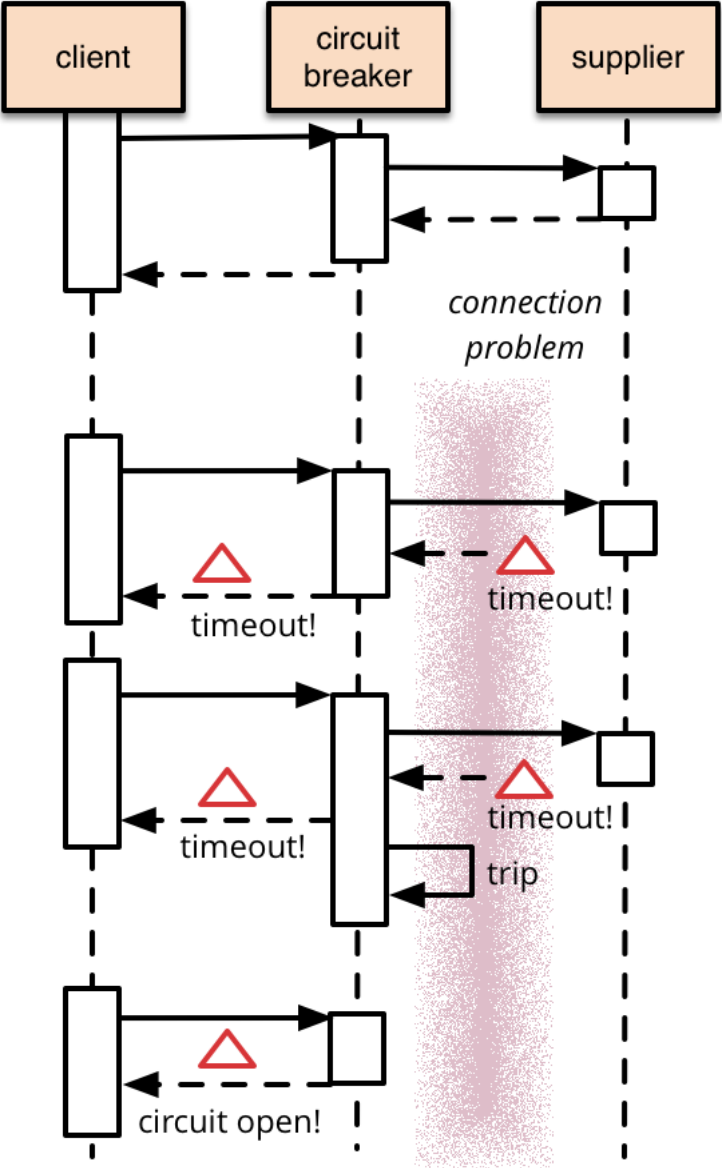 client
circuit
breaker
supplier
connection
problem
timeout!
timeout!
timeout!
timeout!
trip
circuit open!